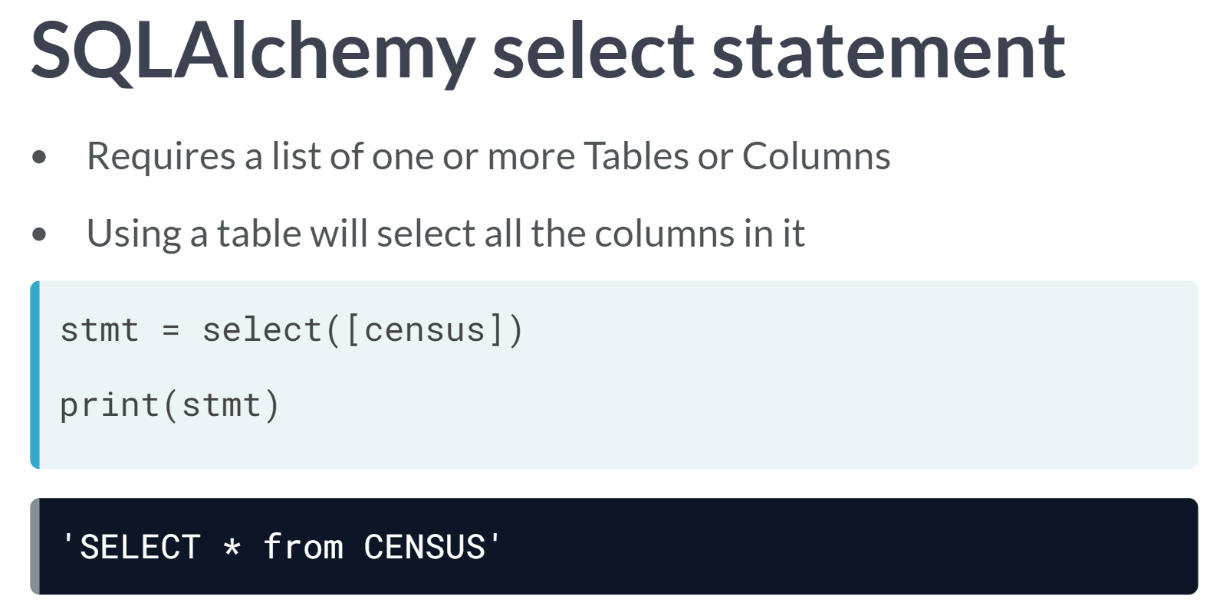 SQLAlchemy select statement
• Requires a list of one or more Tables or Columns
• Using a table will select all the columns in it
stmt = select([census])
print(stmt)
'SELECT * from CENSUS'